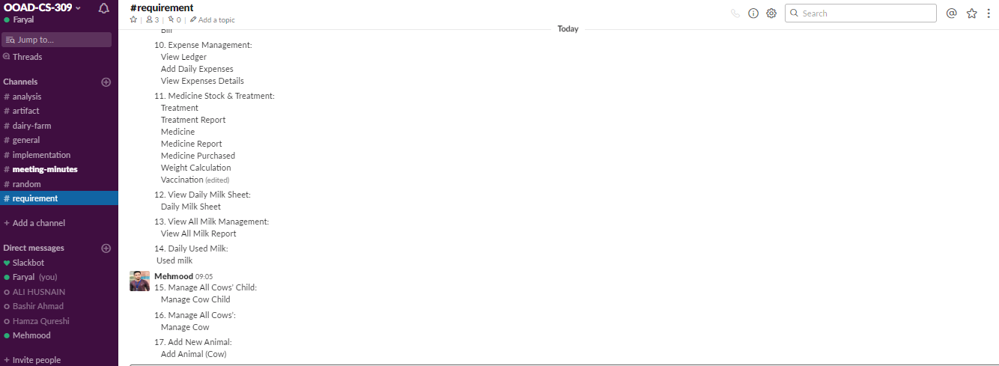 OOAD-CS-309
Faryal
Jump to...
Threads
Channels
# analysis
# artifact
# dairy-farm
# general
# implementation
# meeting-minutes
# random
# requirement
+ Add a channel
Direct messages
Slackbot
Faryal (you)
ALI HUSNAIN
Bashir Ahmad
Hamza Qureshi
Mehmood
+ Invite people
#requirement
3 | 0 | Add a topic
Search
Today
Bill
10. Expense Management:
View Ledger
Add Daily Expenses
View Expenses Details
11. Medicine Stock & Treatment:
Treatment
Treatment Report
Medicine
Medicine Report
Medicine Purchased
Weight Calculation
Vaccination (edited)
12. View Daily Milk Sheet:
Daily Milk Sheet
13. View All Milk Management:
View All Milk Report
14. Daily Used Milk:
Used milk
Mehmood 09:05
15. Manage All Cows' Child:
Manage Cow Child
16. Manage All Cows':
Manage Cow
17. Add New Animal:
Add Animal (Cow)